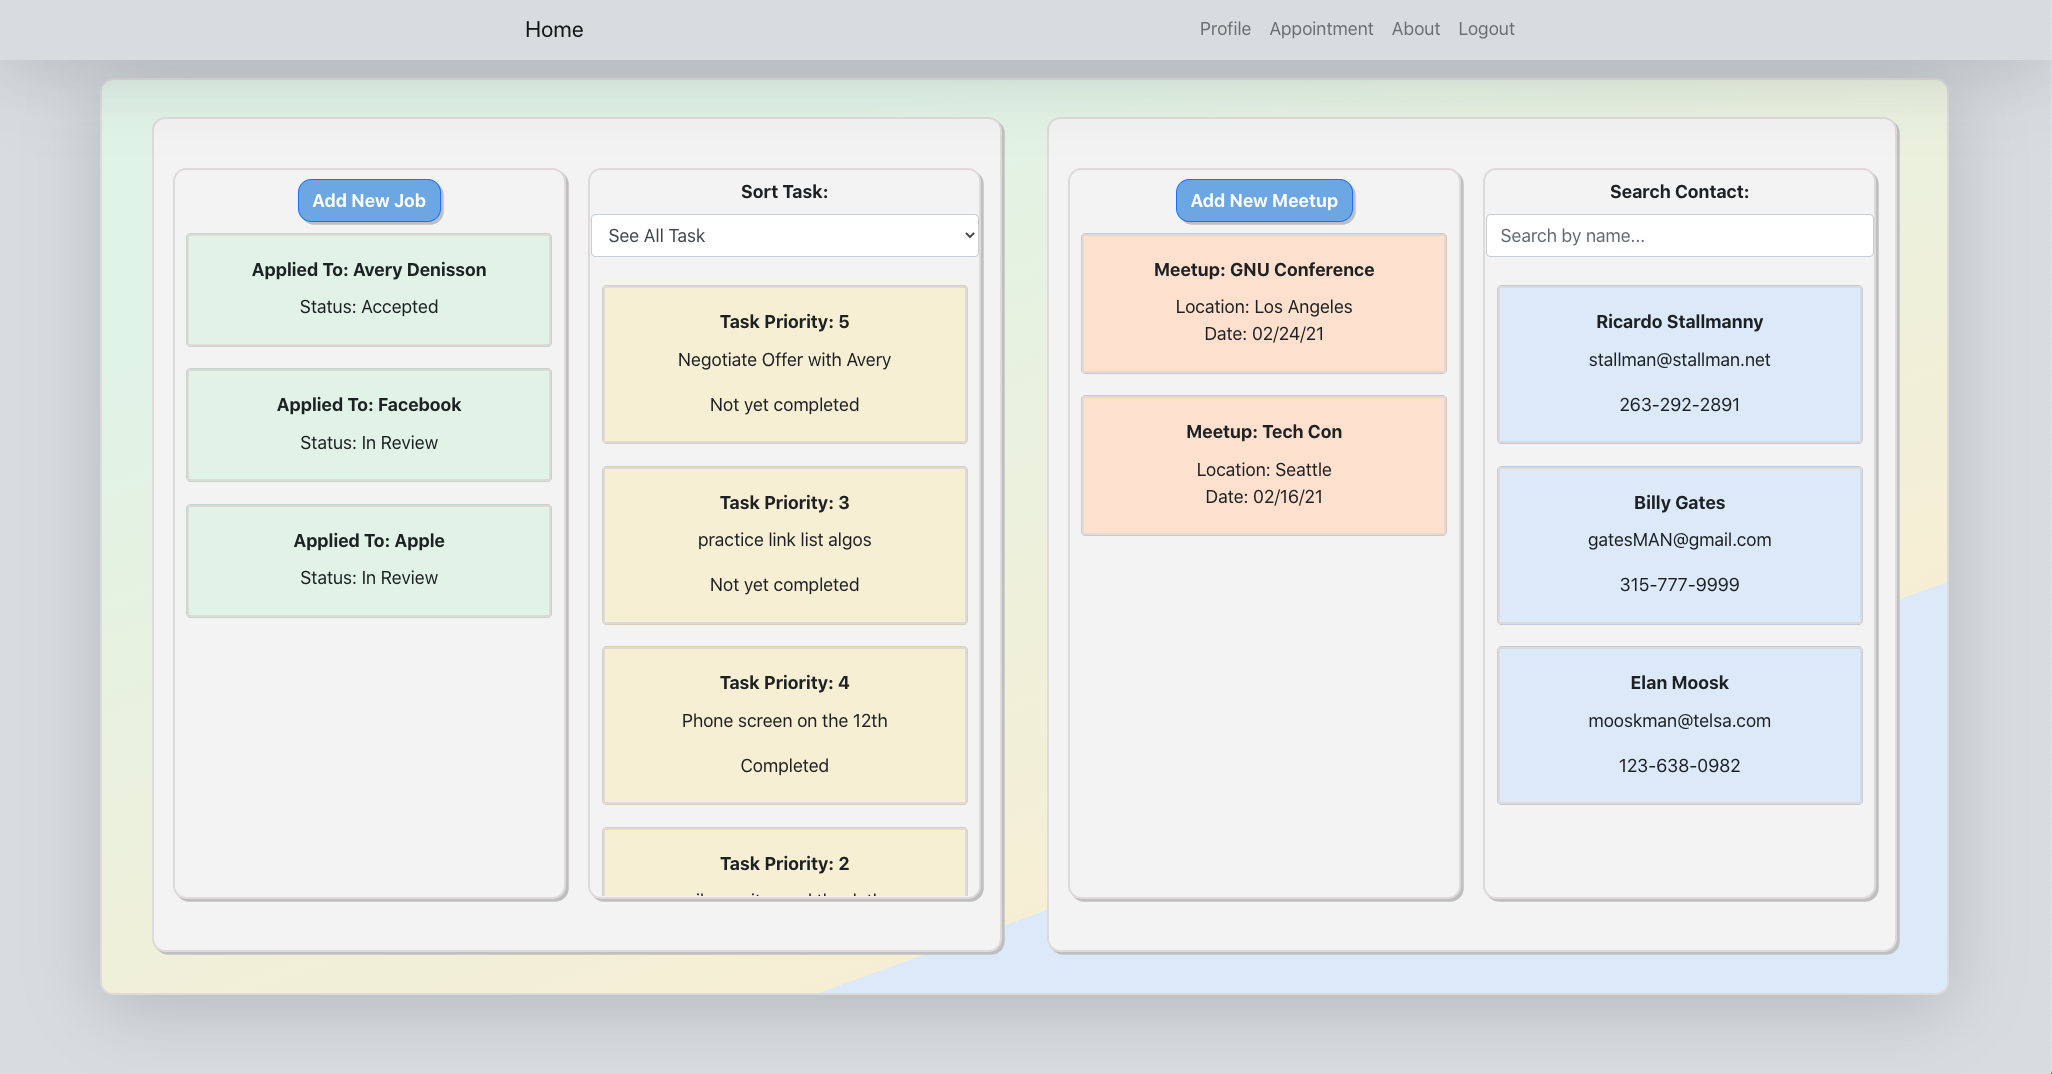 Home
Profile Appointment About Logout
Add New Job
Applied To: Avery Denisson
Status: Accepted
Applied To: Facebook
Status: In Review
Applied To: Apple
Status: In Review
Sort Task:
See All Task
Task Priority: 5
Negotiate Offer with Avery
Not yet completed
Task Priority: 3
practice link list algos
Not yet completed
Task Priority: 4
Phone screen on the 12th
Completed
Task Priority: 2
Add New Meetup
Meetup: GNU Conference
Location: Los Angeles
Date: 02/24/21
Meetup: Tech Con
Location: Seattle
Date: 02/16/21
Search Contact:
Search by name...
Ricardo Stallmanny
stallman@stallman.net
263-292-2891
Billy Gates
gatesMAN@gmail.com
315-777-9999
Elan Moosk
mooskman@telsa.com
123-638-0982